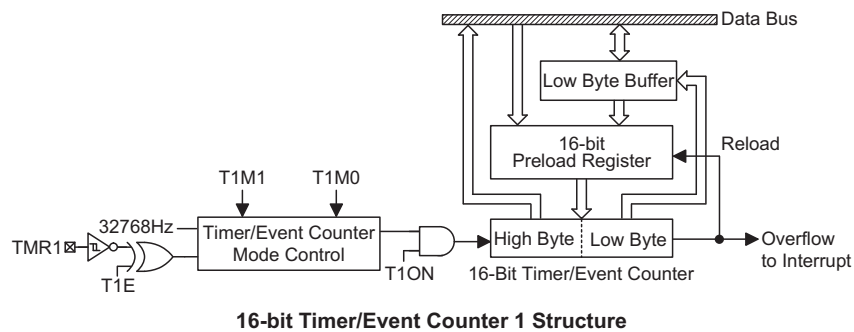 Data Bus
Low Byte Buffer
16-bit
Preload Register
Reload
T1M1
T1M0
32768Hz
TMR1
Timer/Event Counter
Mode Control
High Byte
Low Byte
Overflow
to Interrupt
T1E
T1ON
16-Bit Timer/Event Counter
16-bit Timer/Event Counter 1 Structure